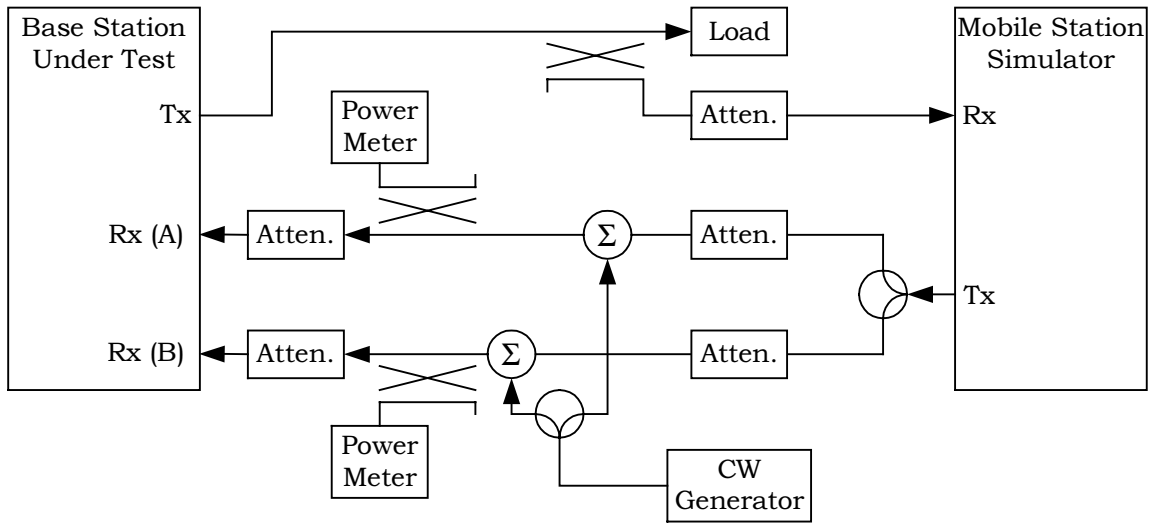 Base Station
Under Test
Load
Mobile Station
Simulator
Tx
Power
Meter
Atten.
Rx
Rx (A)
Atten.
Σ
Atten.
Tx
Rx (B)
Atten.
Σ
Atten.
Power
Meter
CW
Generator